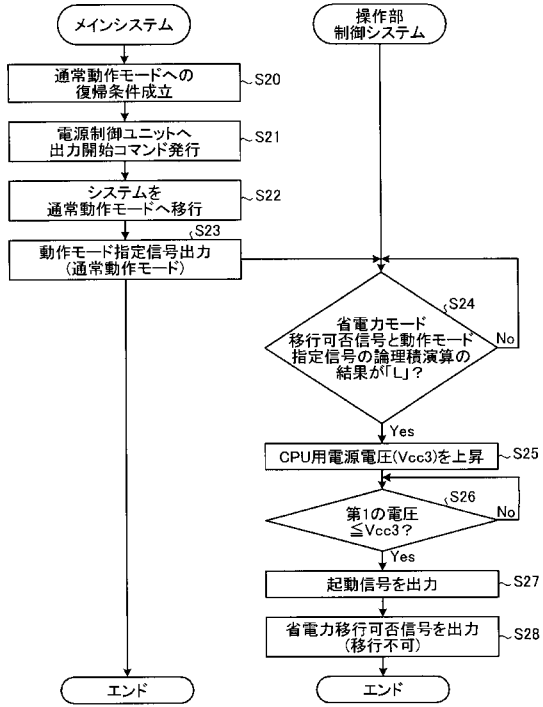 メインシステム
操作部
制御システム
通常動作モードへの
復帰条件成立
S20
電源制御ユニットへ
出力開始コマンド発行
S21
システムを
通常動作モードへ移行
S22
S23
動作モード指定信号出力
(通常動作モード)
S24
省電力モード
移行可否信号と動作モード
指定信号の論理積演算の
結果が「L」？
No
Yes
CPU用電源電圧(Vcc3)を上昇
S25
S26
第1の電圧
≦Vcc3？
No
Yes
起動信号を出力
S27
省電力移行可否信号を出力
(移行不可)
S28
エンド
エンド